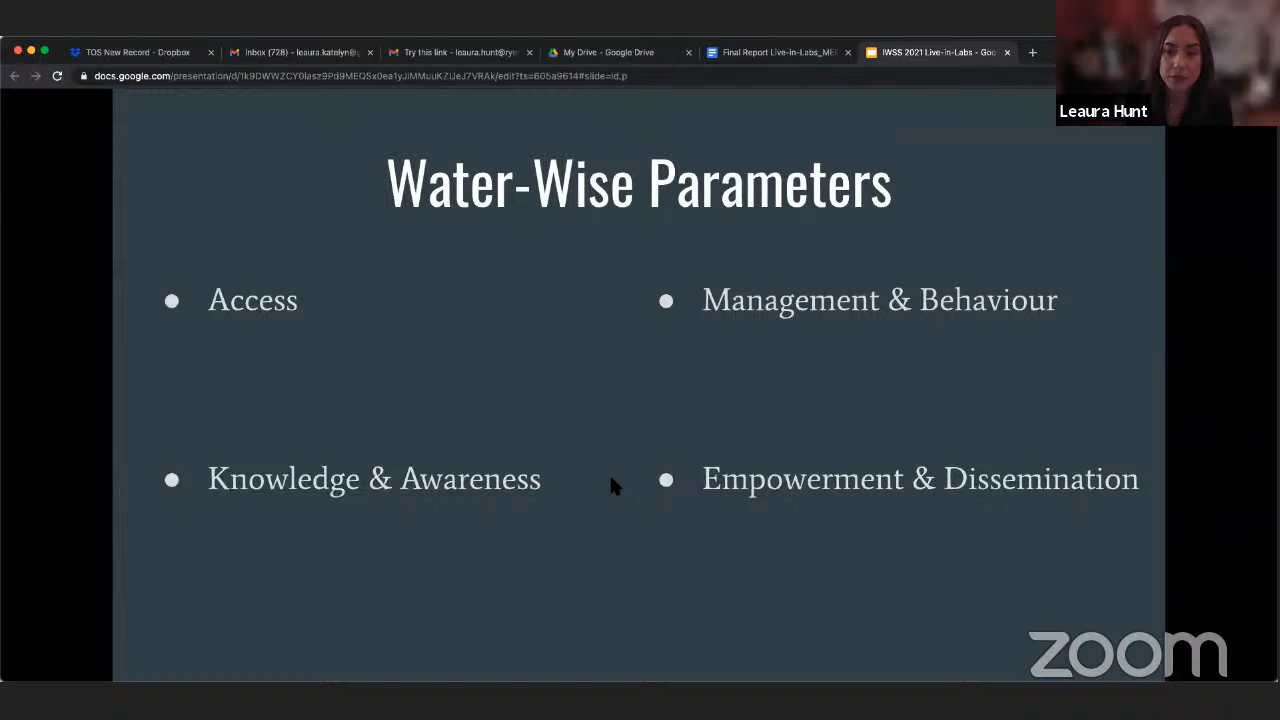 TOS New Record - Dropbox
Inbox (728) - leaura.katelyn@g
Try this link - leaura.hunt@rye
My Drive - Google Drive
Final Report Live-in-Labs_MEE
IWSS 2021 Live-in-Labs - Goo
Leaura Hunt
Water-Wise Parameters
Access
Management & Behaviour
Knowledge & Awareness
Empowerment & Dissemination
zoom